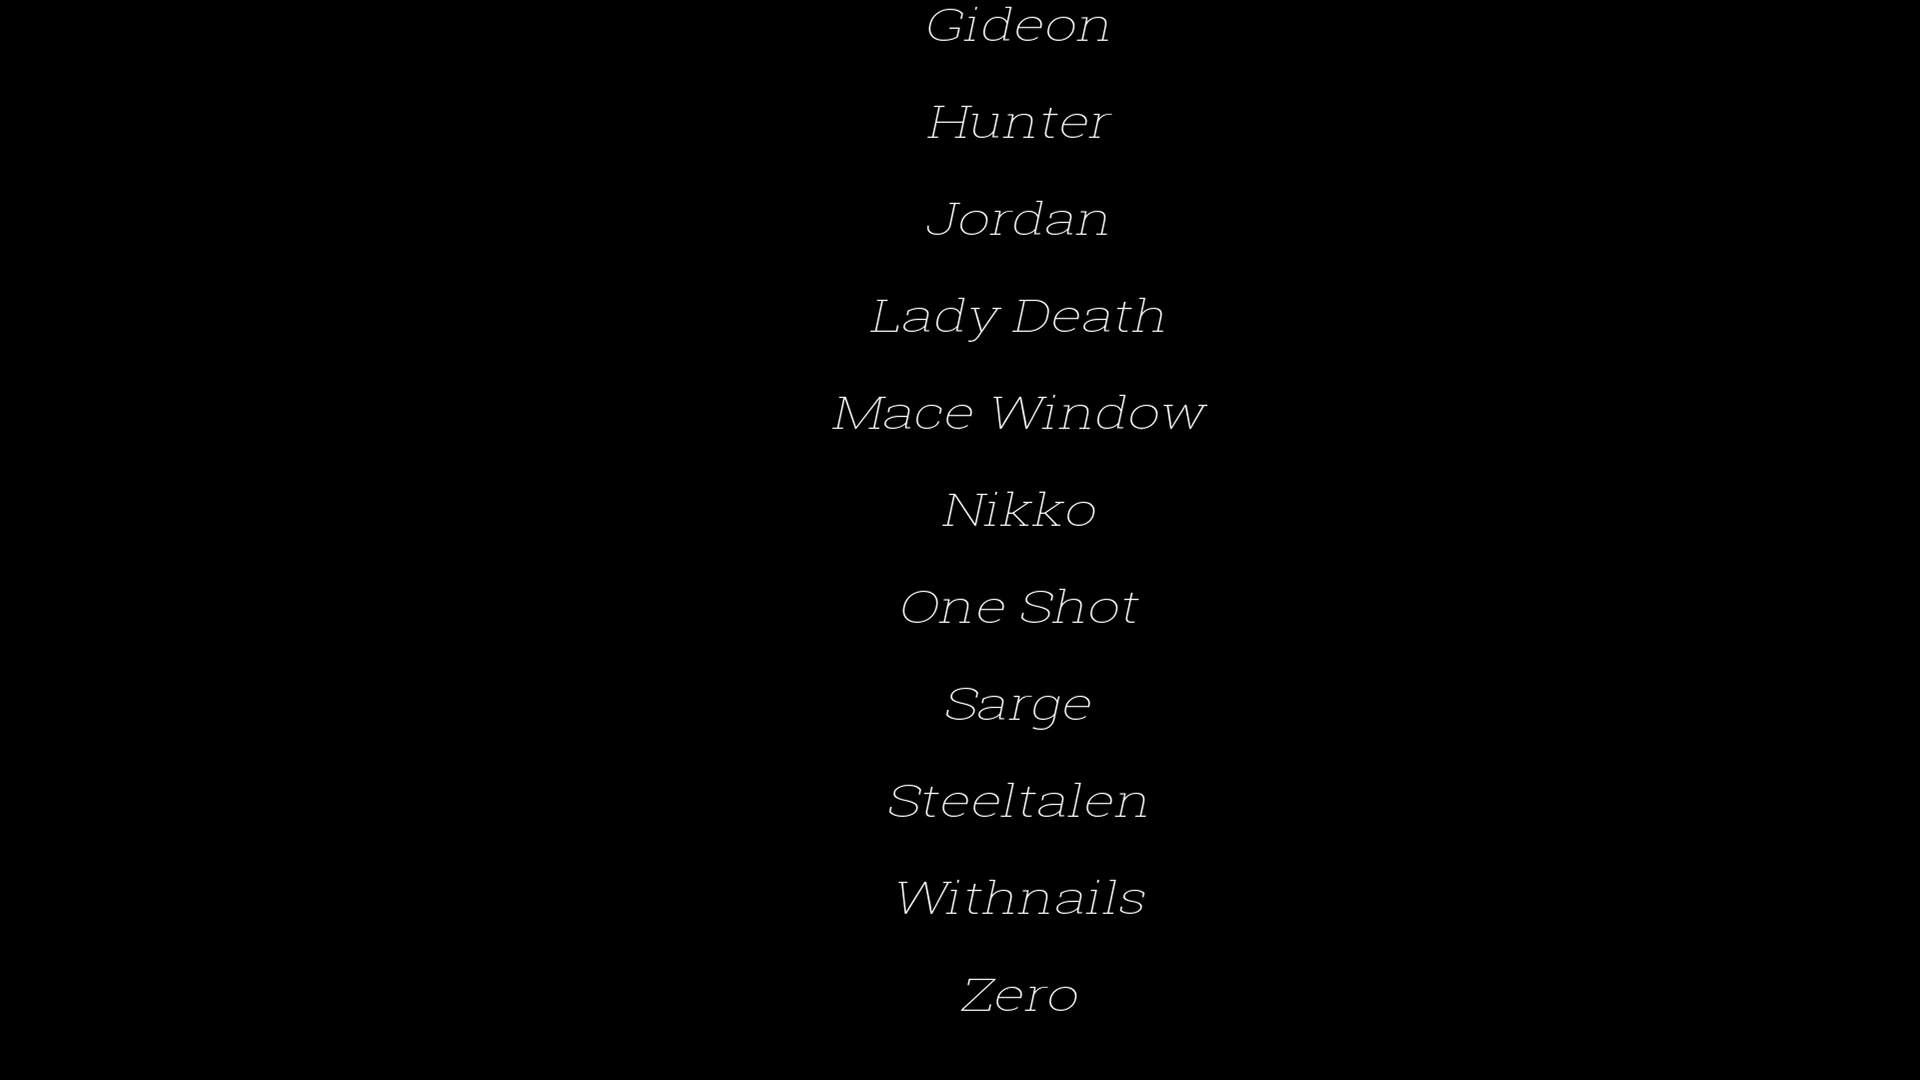 Gideon
Hunter
Jordan
Lady Death
Mace Window
Nikko
One Shot
Sarge
Steeltalen
Withnails
Zero